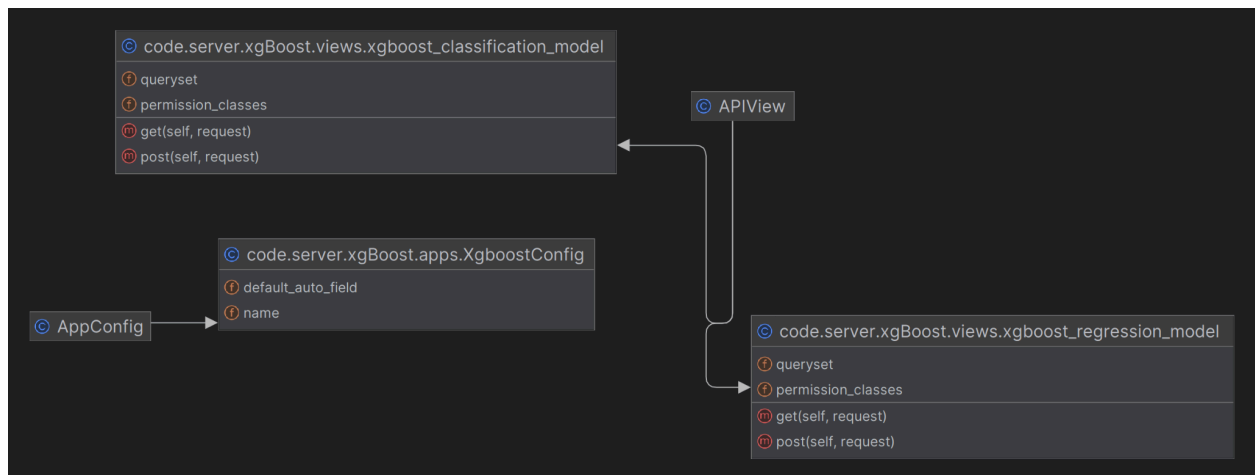 code.server.xgBoost.views.xgboost_classification_model
queryset
permission_classes
get(self, request)
post(self, request)
APIView
code.server.xgBoost.apps.XgboostConfig
default_auto_field
name
AppConfig
code.server.xgBoost.views.xgboost_regression_model
queryset
permission_classes
get(self, request)
post(self, request)